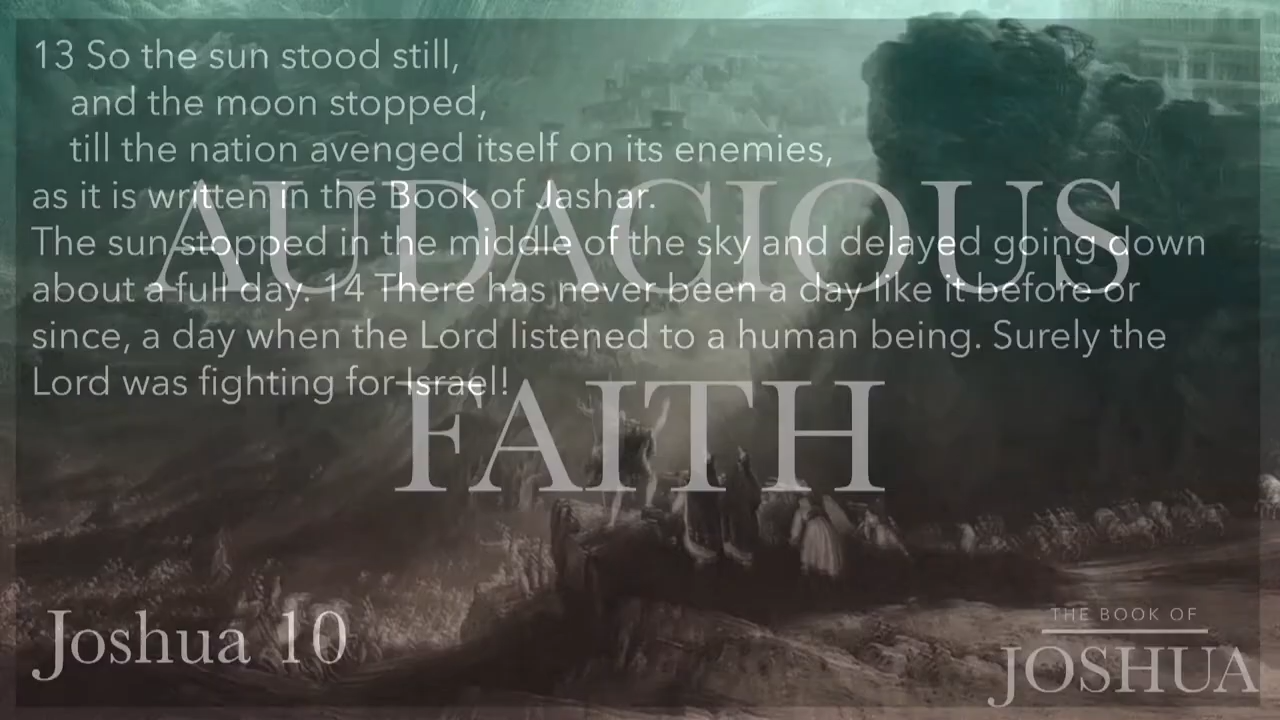 13 So the sun stood still,
and the moon stopped,
till the nation avenged itself on its enemies,
as it is written in the Book of Jashar.
The sun stopped in the middle of the sky and delayed going down
about a full day. 14 There has never been a day like it before or
since, a day when the Lord listened to a human being. Surely the
Lord was fighting for Israel!
AUDACIOUS
FAITH
Joshua 10
THE BOOK OF
JOSHUA